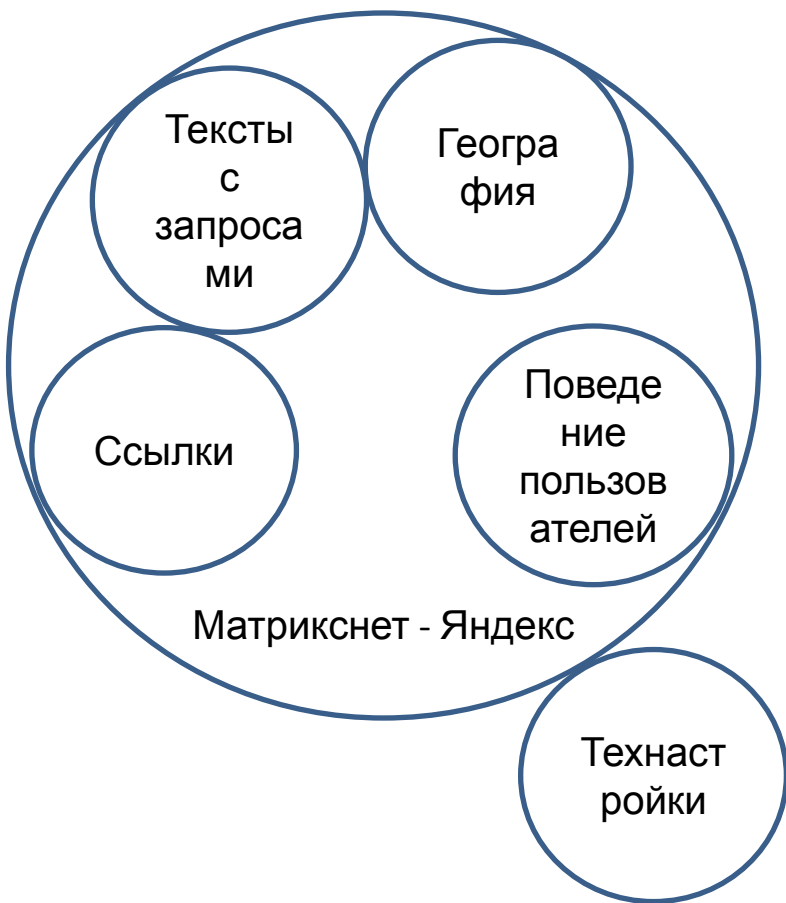 Тексты
с
запроса
ми
Геогра
фия
Ссылки
Поведе
ние
пользов
ателей
Матрикснет - Яндекс
Технаст
ройки